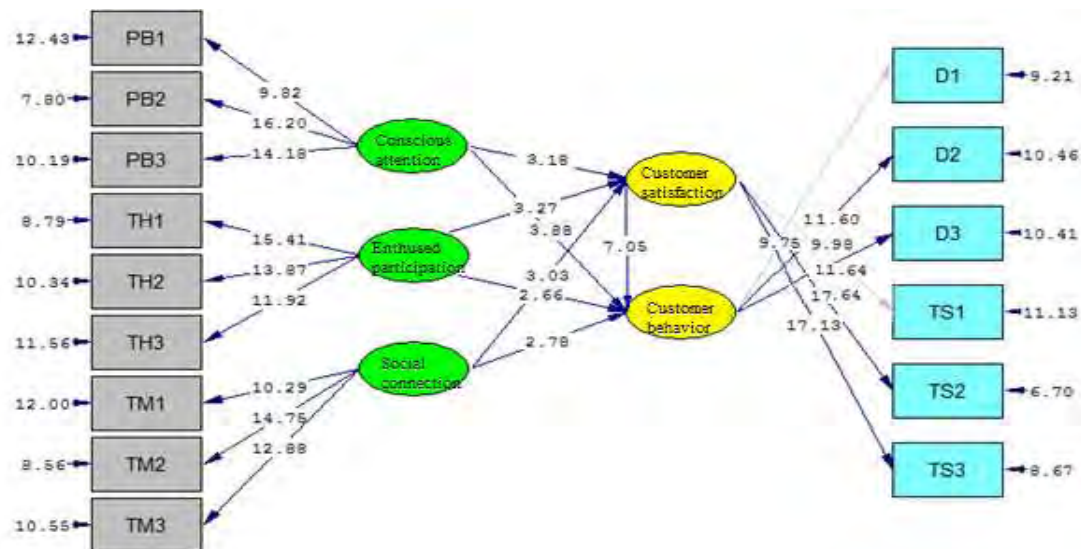 12.43
PB1
7.80
PB2
10.19
PB3
8.79
TH1
10.34
TH2
11.56
TH3
12.00
TM1
8.56
TM2
10.55
TM3
9.82
16.20
14.18
15.41
13.87
11.92
10.29
14.75
12.88
Conscious
attention
Enthused
participation
Social
connection
3.18
3.27
3.88
3.03
2.66
2.78
7.05
Customer
satisfaction
Customer
behavior
11.60
9.75
9.98
11.64
17.64
17.13
D1
9.21
D2
10.46
D3
10.41
TS1
11.13
TS2
6.70
TS3
8.67